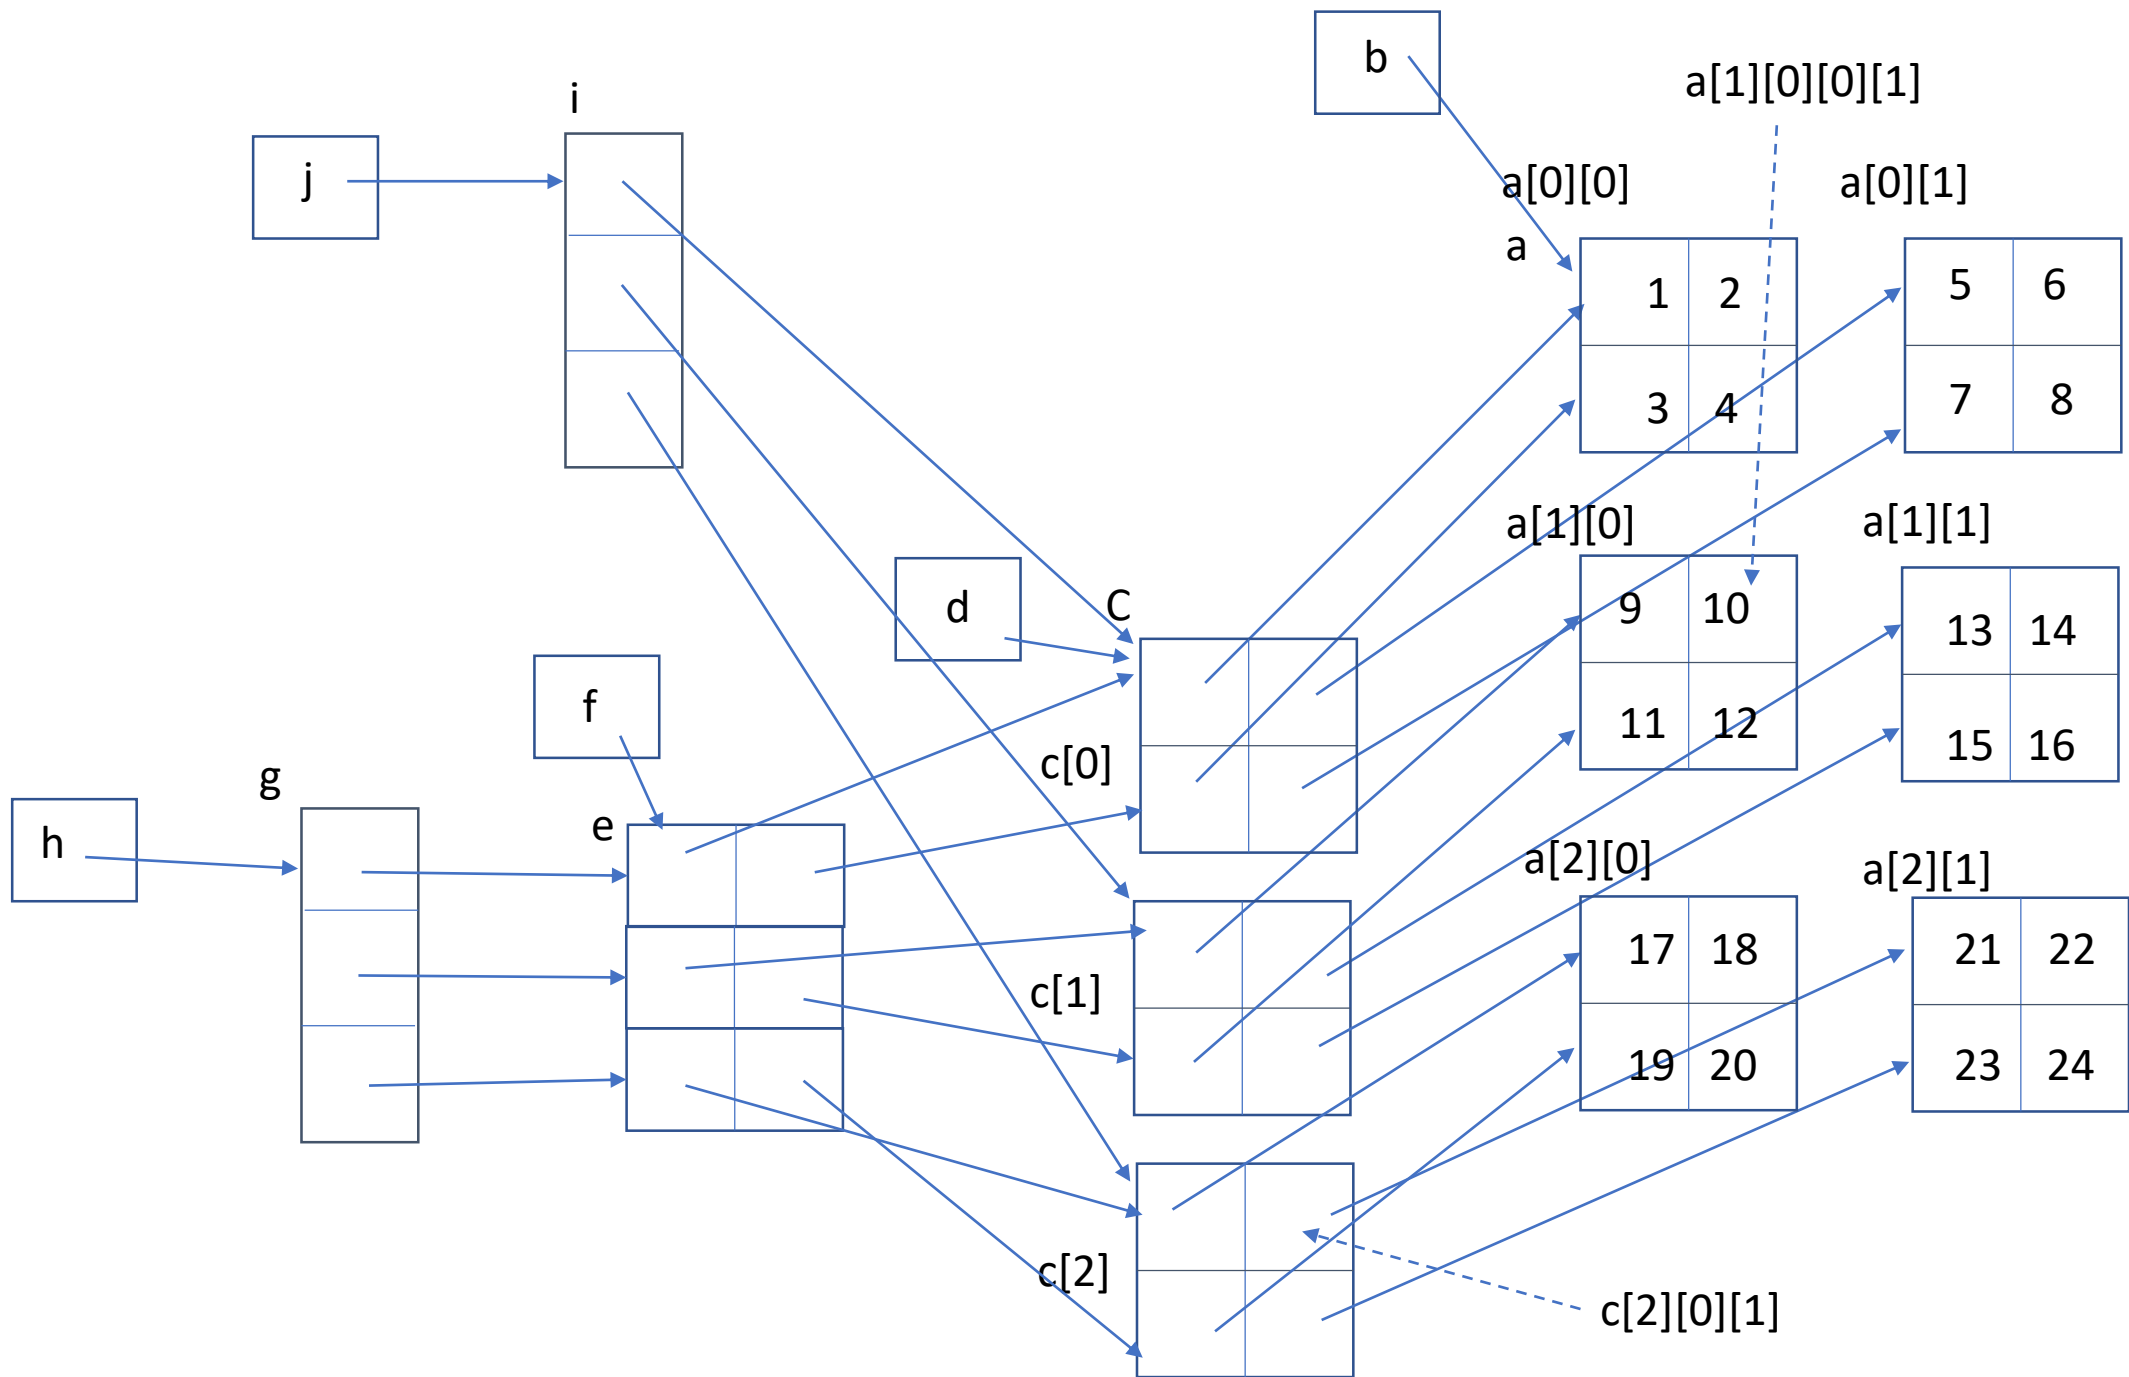 b
a[1][0][0][1]
i
j
a[0][0]
a[0][1]
a
1 2
5 6
3 4
7 8
a[1][0]
a[1][1]
d
C
9 10
13 14
f
11 12
15 16
c[0]
g
e
h
a[2][0]
a[2][1]
17 18
21 22
c[1]
19 20
23 24
c[2]
c[2][0][1]